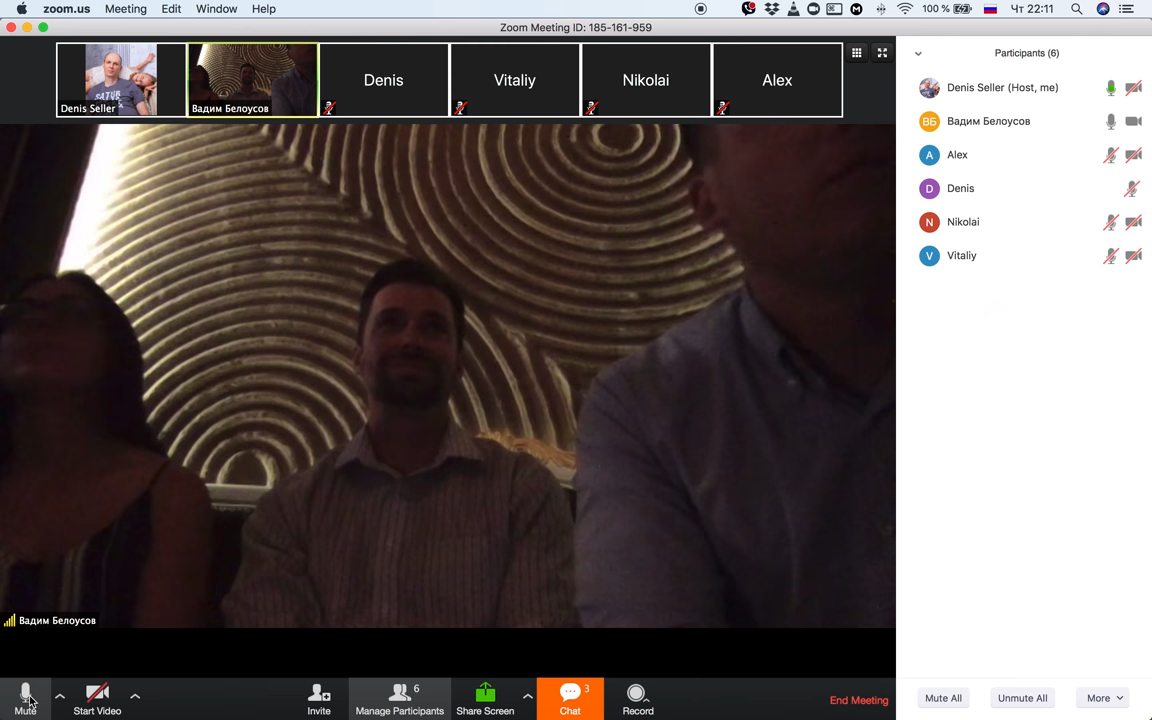 zoom.us Meeting Edit Window Help 100 % Чт 22:11
Zoom Meeting ID: 185-161-959
Denis Seller
Вадим Белоусов
Denis
Vitaliy
Nikolai
Alex
Participants (6)
Denis Seller (Host, me)
ВБ Вадим Белоусов
A Alex
D Denis
N Nikolai
V Vitaliy
Вадим Белоусов
Mute
Start Video
Invite
6
Manage Participants
Share Screen
3
Chat
Record
End Meeting
Mute All
Unmute All
More